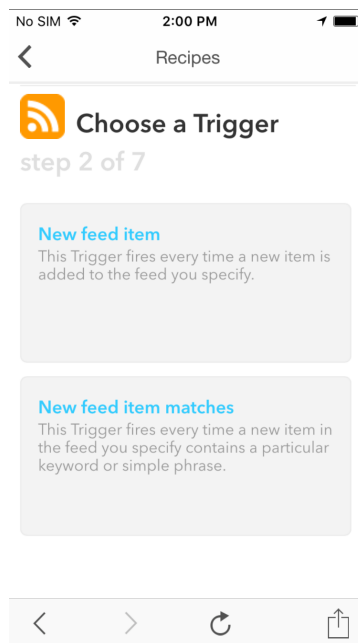 No SIM 2:00 PM
Recipes
Choose a Trigger
step 2 of 7
New feed item
This Trigger fires every time a new item is
added to the feed you specify.
New feed item matches
This Trigger fires every time a new item in
the feed you specify contains a particular
keyword or simple phrase.